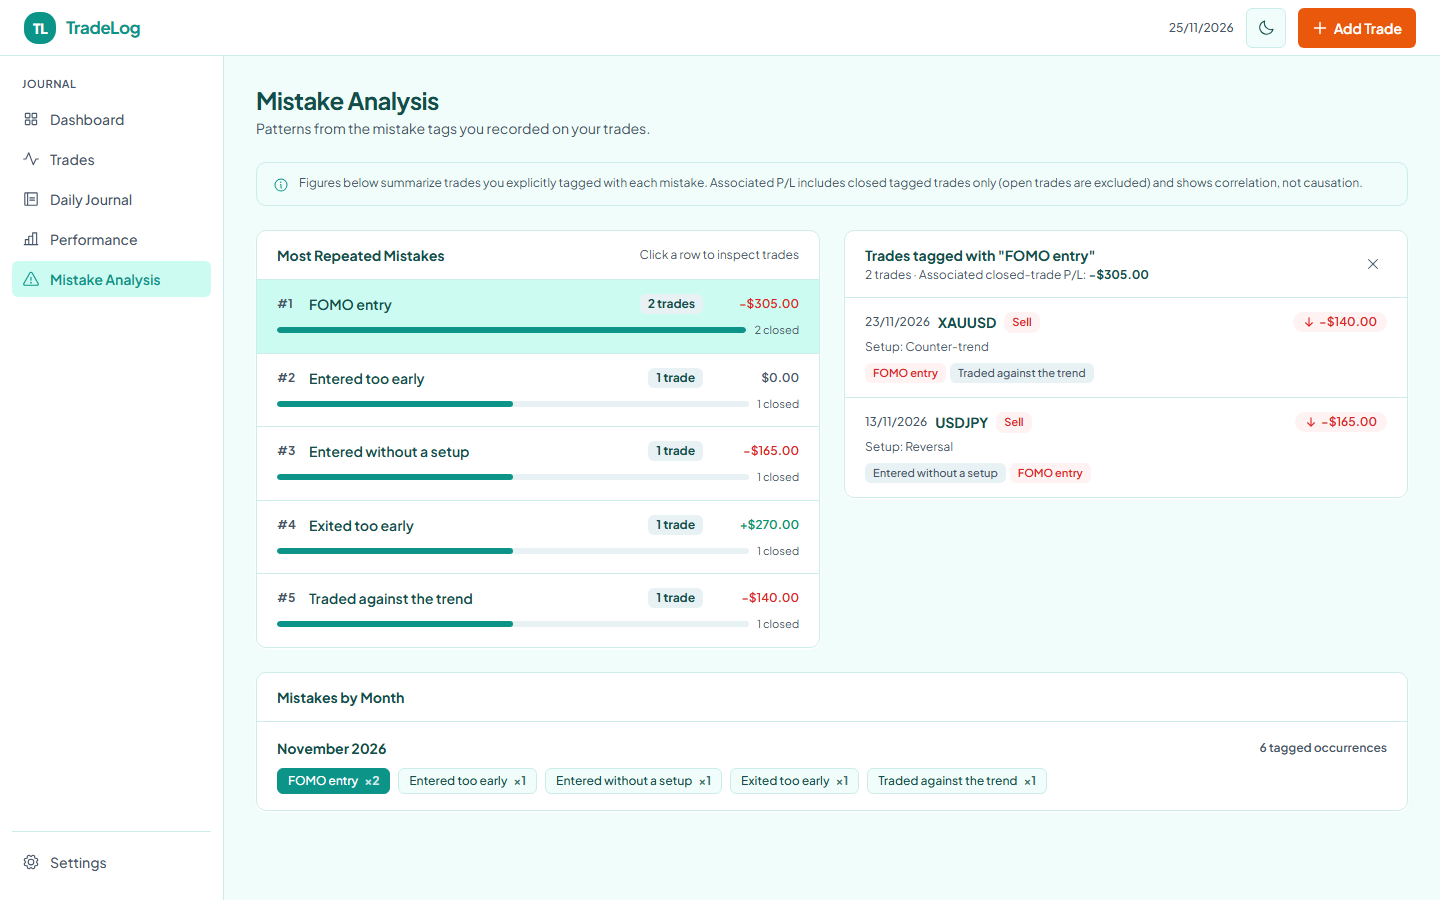 TL TradeLog
25/11/2026
Add Trade
JOURNAL
Dashboard
Trades
Daily Journal
Performance
Mistake Analysis
Settings
Mistake Analysis
Patterns from the mistake tags you recorded on your trades.
Figures below summarize trades you explicitly tagged with each mistake. Associated P/L includes closed tagged trades only (open trades are excluded) and shows correlation, not causation.
Most Repeated Mistakes Click a row to inspect trades
#1 FOMO entry 2 trades -$305.00
2 closed
#2 Entered too early 1 trade $0.00
1 closed
#3 Entered without a setup 1 trade -$165.00
1 closed
#4 Exited too early 1 trade +$270.00
1 closed
#5 Traded against the trend 1 trade -$140.00
1 closed
Trades tagged with "FOMO entry"
2 trades · Associated closed-trade P/L: -$305.00
23/11/2026 XAUUSD Sell ↓ -$140.00
Setup: Counter-trend
FOMO entry Traded against the trend
13/11/2026 USDJPY Sell ↓ -$165.00
Setup: Reversal
Entered without a setup FOMO entry
Mistakes by Month
November 2026 6 tagged occurrences
FOMO entry ×2 Entered too early ×1 Entered without a setup ×1 Exited too early ×1 Traded against the trend ×1